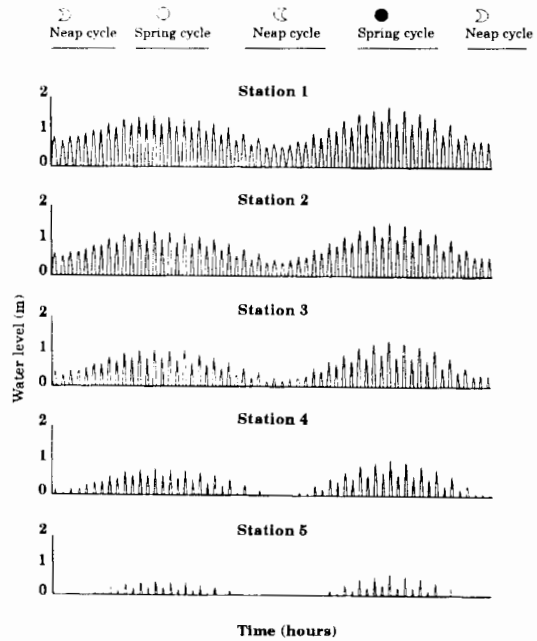 Neap cycle Spring cycle Neap cycle Spring cycle Neap cycle
Station 1
2
1
0
Station 2
2
1
0
Station 3
2
1
0
Station 4
2
1
0
Station 5
2
1
0
Water level (m)
Time (hours)